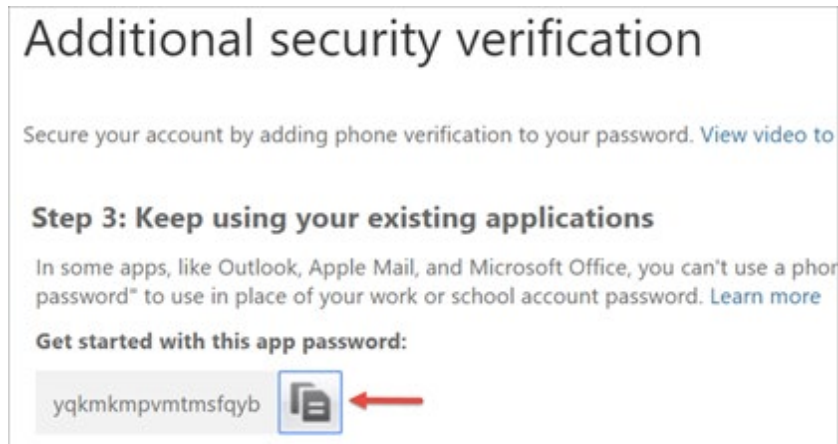 Additional security verification
Secure your account by adding phone verification to your password. View video to
Step 3: Keep using your existing applications
In some apps, like Outlook, Apple Mail, and Microsoft Office, you can't use a phor
password" to use in place of your work or school account password. Learn more
Get started with this app password:
yqkmkmpvmtmsfqyb